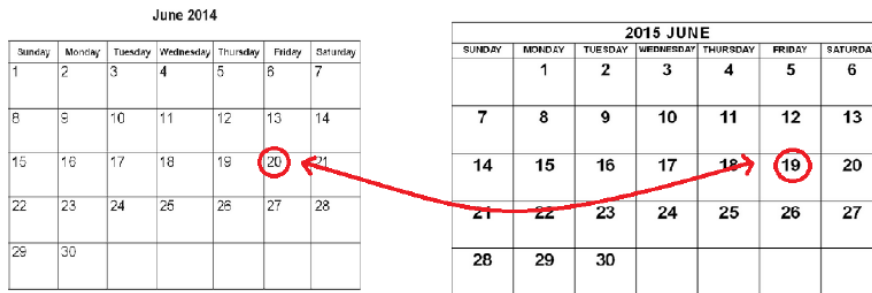 June 2014
Sunday Monday Tuesday Wednesday Thursday Friday Saturday
1 2 3 4 5 6 7
8 9 10 11 12 13 14
15 16 17 18 19 20 21
22 23 24 25 26 27 28
29 30
2015 JUNE
SUNDAY MONDAY TUESDAY WEDNESDAY THURSDAY FRIDAY SATURDA
1 2 3 4 5 6
7 8 9 10 11 12 13
14 15 16 17 18 19 20
21 22 23 24 25 26 27
28 29 30